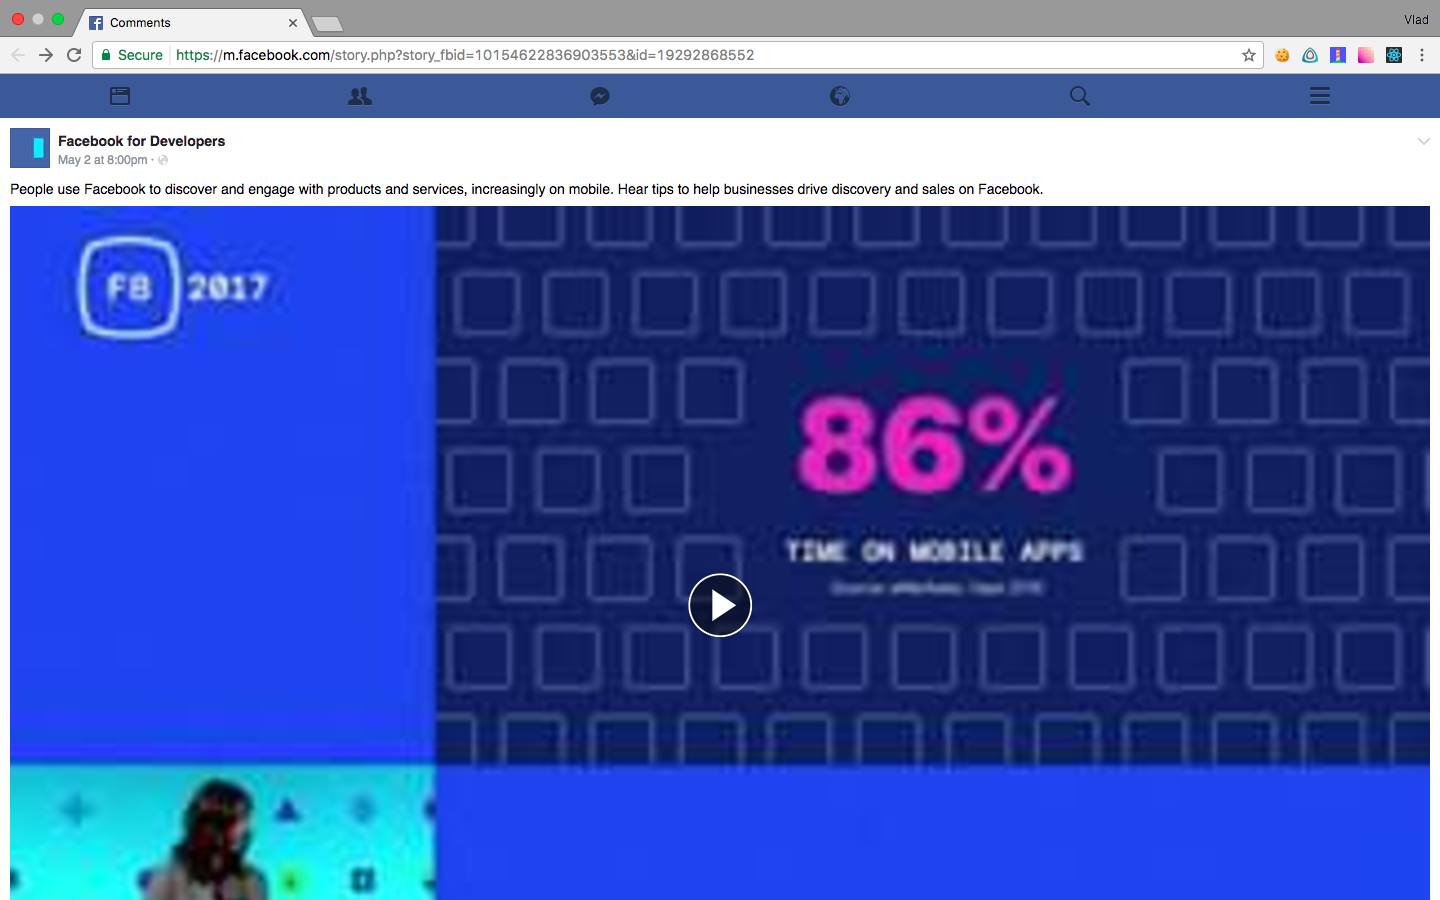 Comments
Vlad
Secure https://m.facebook.com/story.php?story_fbid=10154622836903553&id=19292868552
Facebook for Developers
May 2 at 8:00pm ·
People use Facebook to discover and engage with products and services, increasingly on mobile. Hear tips to help businesses drive discovery and sales on Facebook.
F8 2017
86%
TIME ON MOBILE APPS